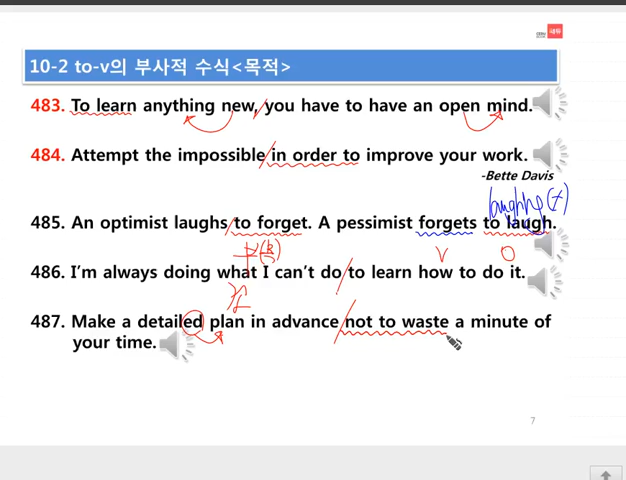 쎄듀
10-2 to-v의 부사적 수식<목적>
483. To learn anything new, you have to have an open mind.
484. Attempt the impossible in order to improve your work.
-Bette Davis
laughing (x)
485. An optimist laughs to forget. A pessimist forgets to laugh.
V O
486. I'm always doing what I can't do to learn how to do it.
487. Make a detailed plan in advance not to waste a minute of
your time.
7